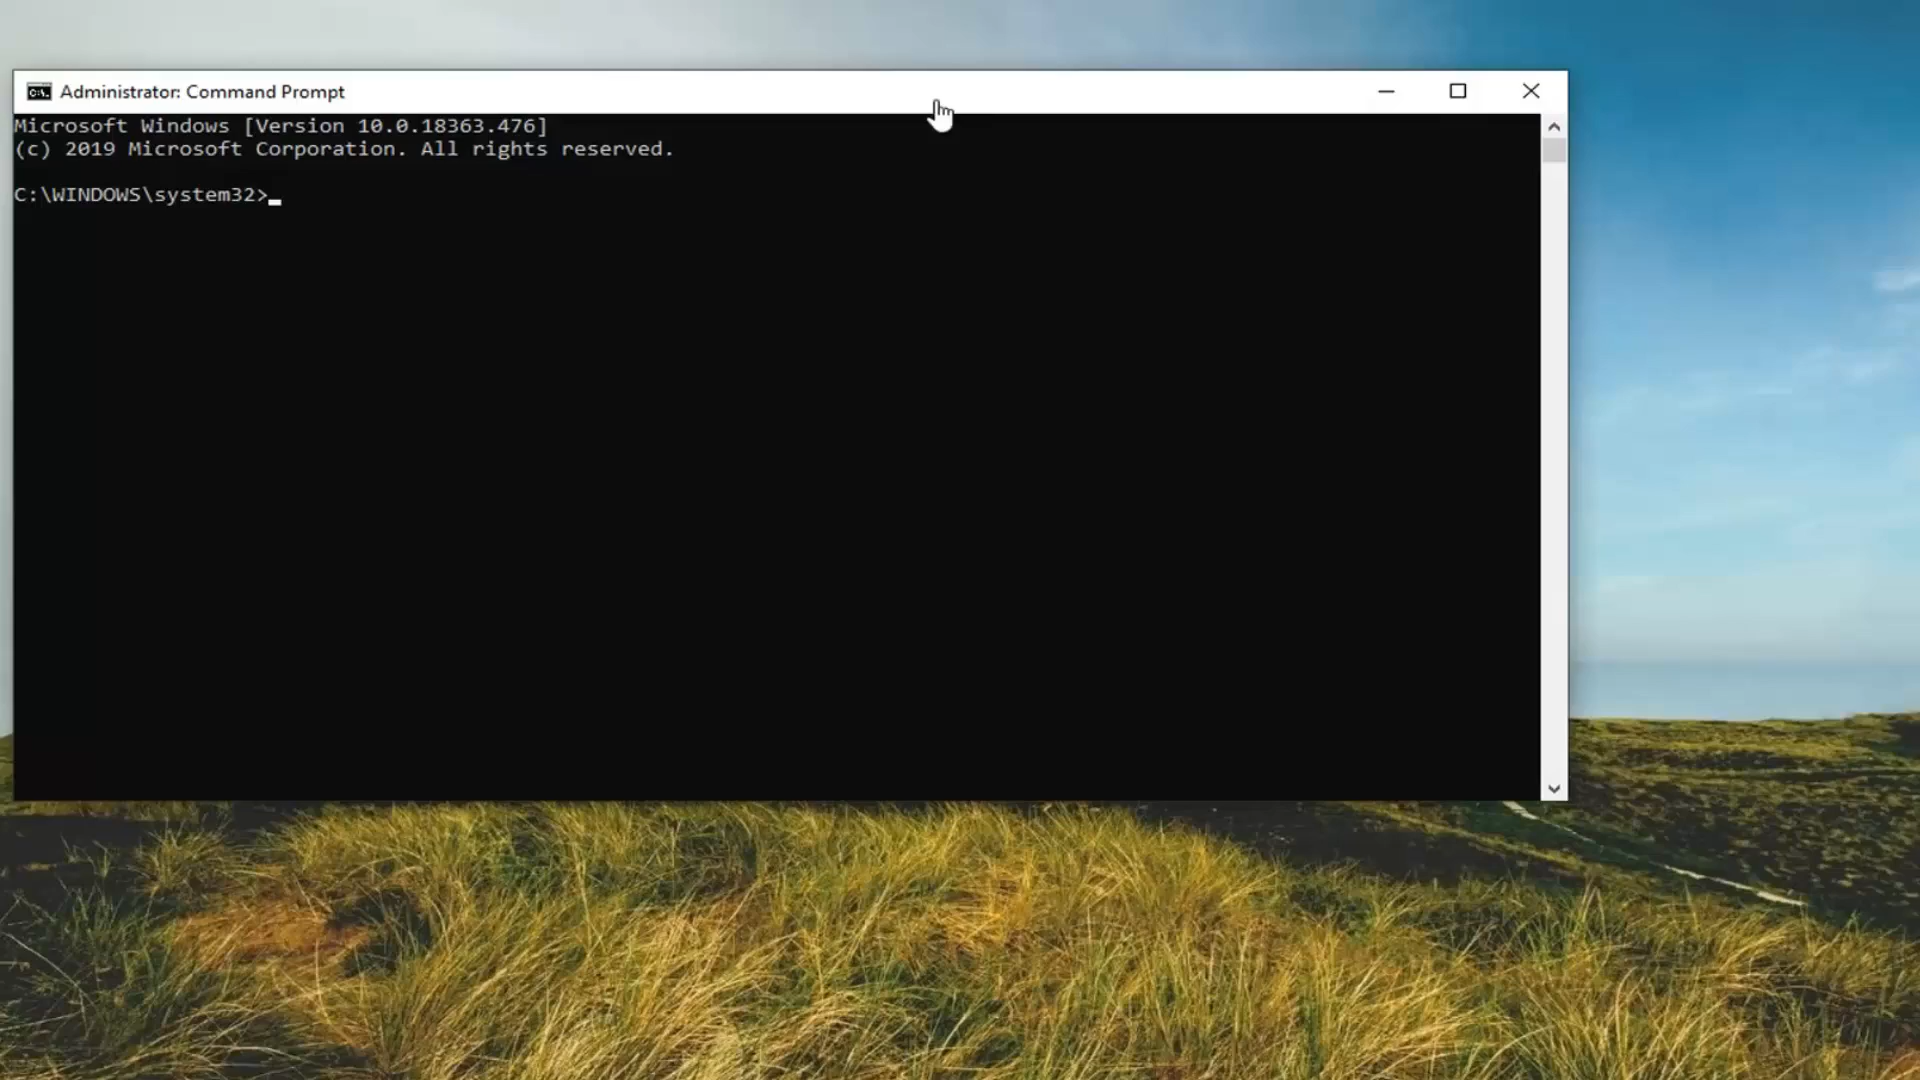 Administrator: Command Prompt
Microsoft Windows [Version 10.0.18363.476]
(c) 2019 Microsoft Corporation. All rights reserved.
C:\WINDOWS\system32>